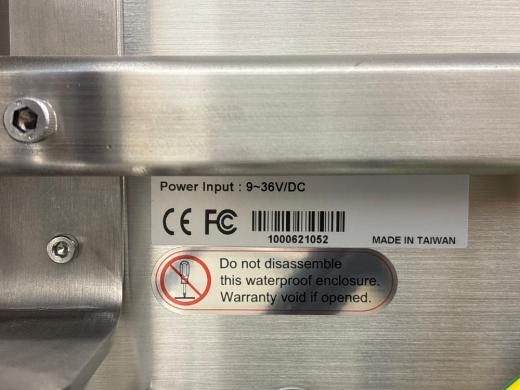 Power Input : 9~36V/DC
CE FC
1000621052
MADE IN TAIWAN
Do not disassemble
this waterproof enclosure.
Warranty void if opened.